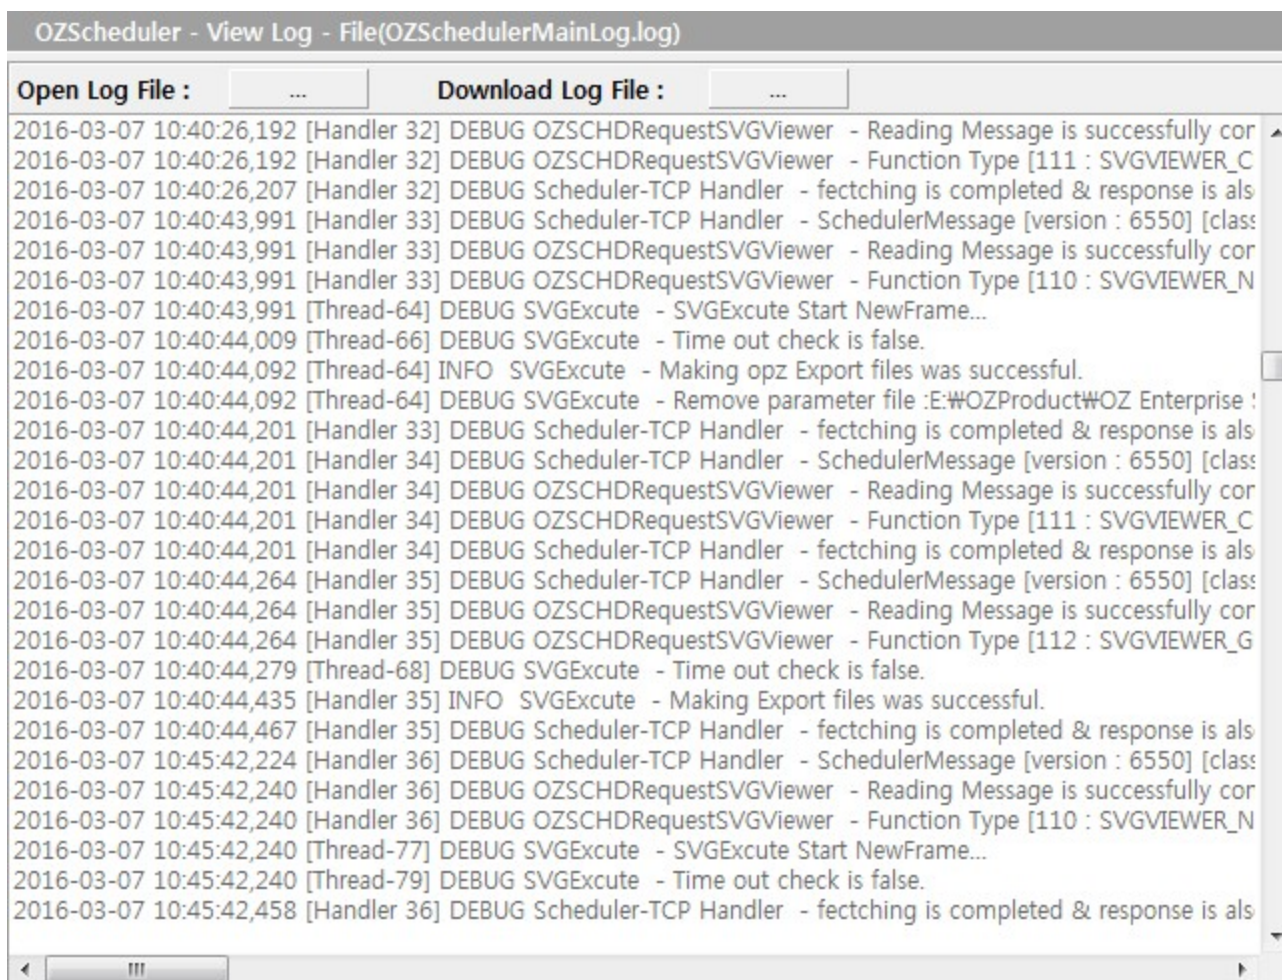 OZScheduler - View Log - File(OZSchedulerMainLog.log)
Open Log File : ... Download Log File : ...
2016-03-07 10:40:26,192 [Handler 32] DEBUG OZSCHDRequestSVGViewer - Reading Message is successfully cor
2016-03-07 10:40:26,192 [Handler 32] DEBUG OZSCHDRequestSVGViewer - Function Type [111 : SVGVIEWER_C
2016-03-07 10:40:26,207 [Handler 32] DEBUG Scheduler-TCP Handler - fectching is completed & response is als
2016-03-07 10:40:43,991 [Handler 33] DEBUG Scheduler-TCP Handler - SchedulerMessage [version : 6550] [class
2016-03-07 10:40:43,991 [Handler 33] DEBUG OZSCHDRequestSVGViewer - Reading Message is successfully cor
2016-03-07 10:40:43,991 [Handler 33] DEBUG OZSCHDRequestSVGViewer - Function Type [110 : SVGVIEWER_N
2016-03-07 10:40:43,991 [Thread-64] DEBUG SVGExcute - SVGExcute Start NewFrame...
2016-03-07 10:40:44,009 [Thread-66] DEBUG SVGExcute - Time out check is false.
2016-03-07 10:40:44,092 [Thread-64] INFO SVGExcute - Making opz Export files was successful.
2016-03-07 10:40:44,092 [Thread-64] DEBUG SVGExcute - Remove parameter file :E:₩OZProduct₩OZ Enterprise
2016-03-07 10:40:44,201 [Handler 33] DEBUG Scheduler-TCP Handler - fectching is completed & response is als
2016-03-07 10:40:44,201 [Handler 34] DEBUG Scheduler-TCP Handler - SchedulerMessage [version : 6550] [class
2016-03-07 10:40:44,201 [Handler 34] DEBUG OZSCHDRequestSVGViewer - Reading Message is successfully cor
2016-03-07 10:40:44,201 [Handler 34] DEBUG OZSCHDRequestSVGViewer - Function Type [111 : SVGVIEWER_C
2016-03-07 10:40:44,201 [Handler 34] DEBUG Scheduler-TCP Handler - fectching is completed & response is als
2016-03-07 10:40:44,264 [Handler 35] DEBUG Scheduler-TCP Handler - SchedulerMessage [version : 6550] [class
2016-03-07 10:40:44,264 [Handler 35] DEBUG OZSCHDRequestSVGViewer - Reading Message is successfully cor
2016-03-07 10:40:44,264 [Handler 35] DEBUG OZSCHDRequestSVGViewer - Function Type [112 : SVGVIEWER_G
2016-03-07 10:40:44,279 [Thread-68] DEBUG SVGExcute - Time out check is false.
2016-03-07 10:40:44,435 [Handler 35] INFO SVGExcute - Making Export files was successful.
2016-03-07 10:40:44,467 [Handler 35] DEBUG Scheduler-TCP Handler - fectching is completed & response is als
2016-03-07 10:45:42,224 [Handler 36] DEBUG Scheduler-TCP Handler - SchedulerMessage [version : 6550] [class
2016-03-07 10:45:42,240 [Handler 36] DEBUG OZSCHDRequestSVGViewer - Reading Message is successfully cor
2016-03-07 10:45:42,240 [Handler 36] DEBUG OZSCHDRequestSVGViewer - Function Type [110 : SVGVIEWER_N
2016-03-07 10:45:42,240 [Thread-77] DEBUG SVGExcute - SVGExcute Start NewFrame...
2016-03-07 10:45:42,240 [Thread-79] DEBUG SVGExcute - Time out check is false.
2016-03-07 10:45:42,458 [Handler 36] DEBUG Scheduler-TCP Handler - fectching is completed & response is als